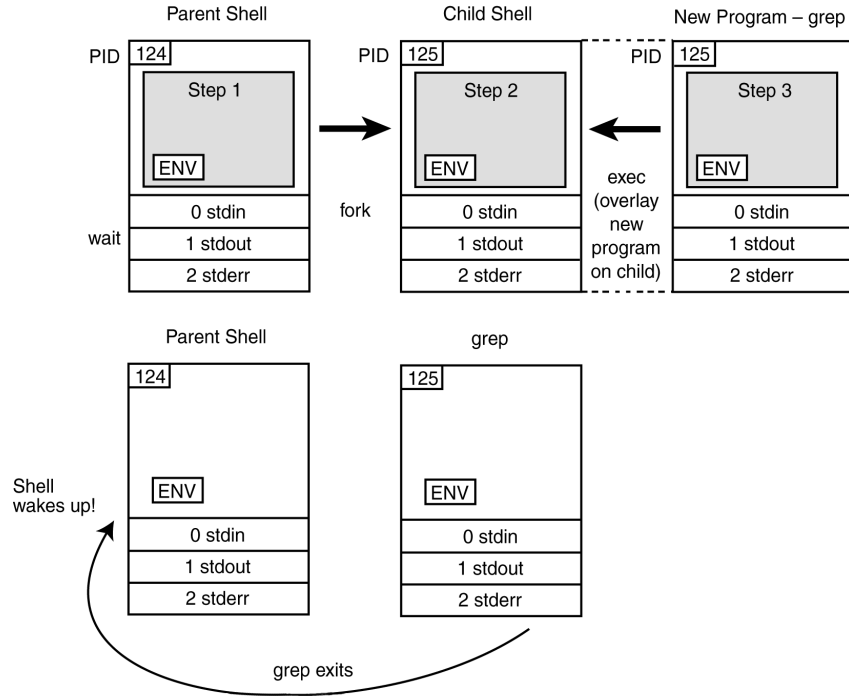 Parent Shell
Child Shell
New Program – grep
PID
124
PID
125
PID
125
Step 1
Step 2
Step 3
ENV
ENV
ENV
fork
exec
(overlay
new
program
on child)
wait
0 stdin
1 stdout
2 stderr
0 stdin
1 stdout
2 stderr
0 stdin
1 stdout
2 stderr
Parent Shell
grep
124
125
Shell
wakes up!
ENV
ENV
0 stdin
1 stdout
2 stderr
0 stdin
1 stdout
2 stderr
grep exits